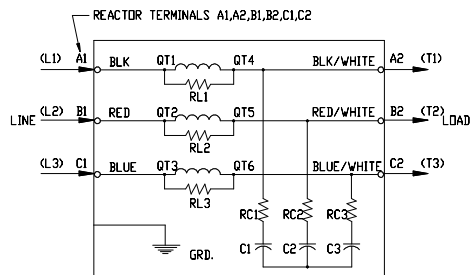 REACTOR TERMINALS A1,A2,B1,B2,C1,C2
(L1) A1 BLK QT1 QT4 BLK/WHITE A2 (T1)
RL1
(L2) B1 RED QT2 QT5 RED/WHITE B2 (T2)
LINE LOAD
RL2
(L3) C1 BLUE QT3 QT6 BLUE/WHITE C2 (T3)
RL3
RC1 RC2 RC3
C1 C2 C3
GRD.